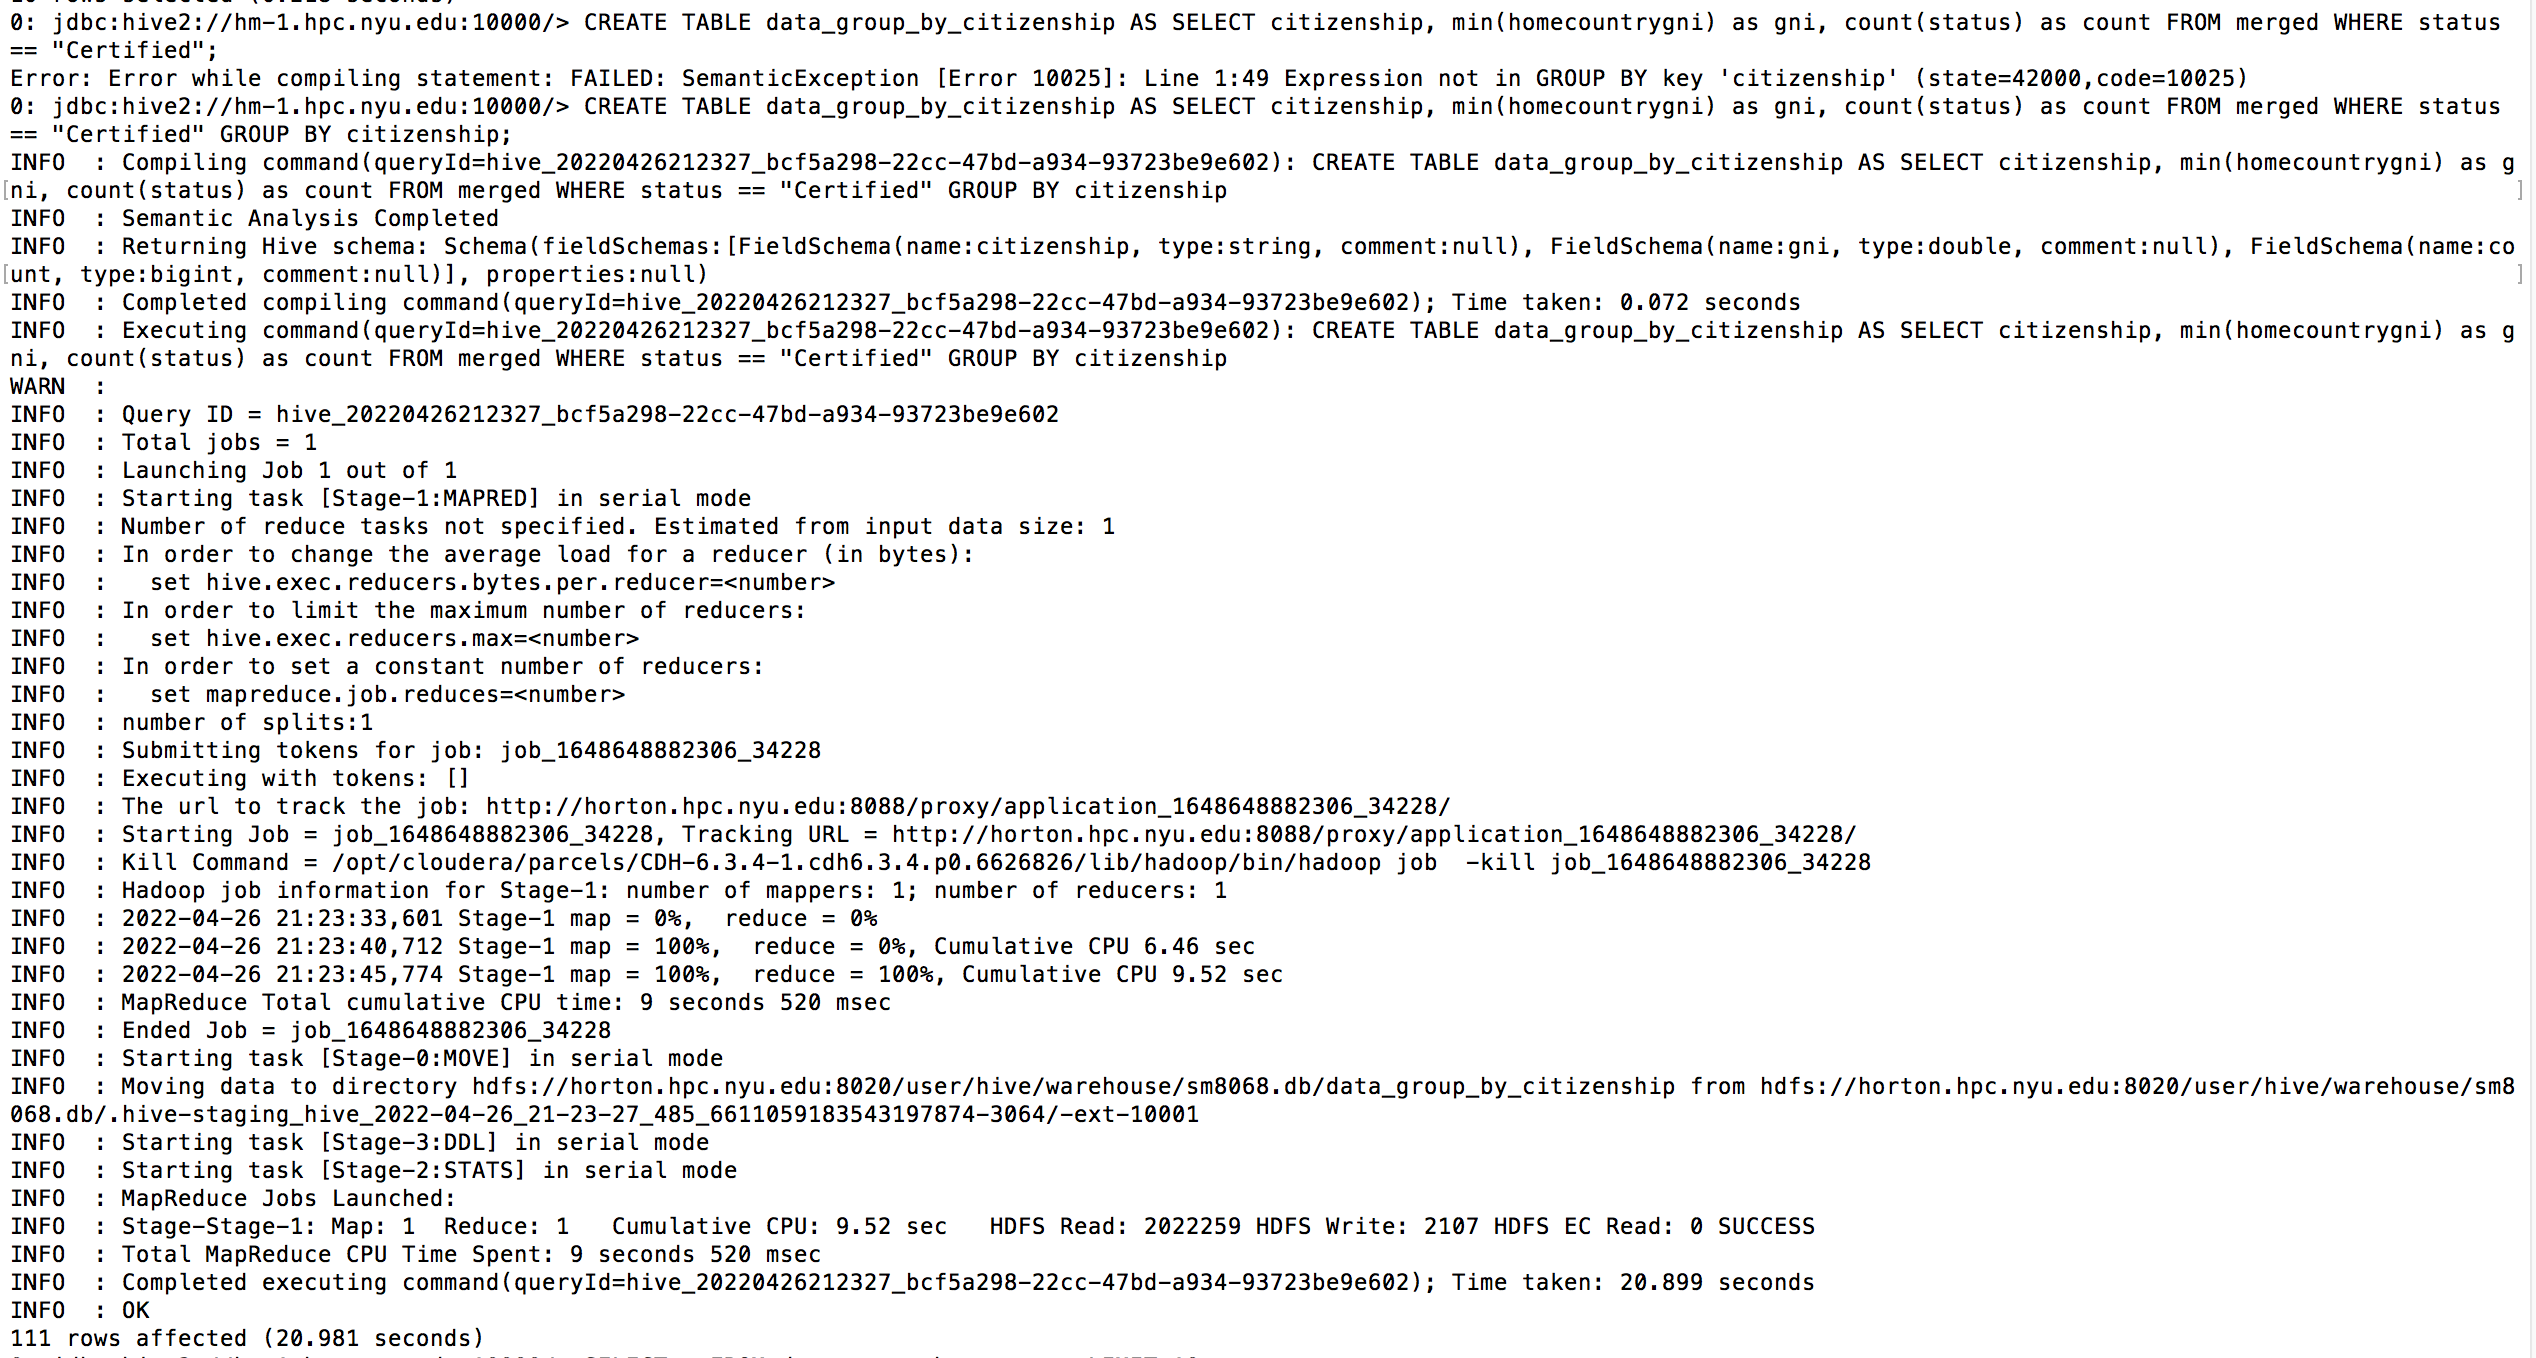 0: jdbc:hive2://hm-1.hpc.nyu.edu:10000/> CREATE TABLE data_group_by_citizenship AS SELECT citizenship, min(homecountrygni) as gni, count(status) as count FROM merged WHERE status
== "Certified";
Error: Error while compiling statement: FAILED: SemanticException [Error 10025]: Line 1:49 Expression not in GROUP BY key 'citizenship' (state=42000,code=10025)
0: jdbc:hive2://hm-1.hpc.nyu.edu:10000/> CREATE TABLE data_group_by_citizenship AS SELECT citizenship, min(homecountrygni) as gni, count(status) as count FROM merged WHERE status
== "Certified" GROUP BY citizenship;
INFO  : Compiling command(queryId=hive_20220426212327_bcf5a298-22cc-47bd-a934-93723be9e602): CREATE TABLE data_group_by_citizenship AS SELECT citizenship, min(homecountrygni) as g
[ni, count(status) as count FROM merged WHERE status == "Certified" GROUP BY citizenship ]
INFO  : Semantic Analysis Completed
INFO  : Returning Hive schema: Schema(fieldSchemas:[FieldSchema(name:citizenship, type:string, comment:null), FieldSchema(name:gni, type:double, comment:null), FieldSchema(name:co
[unt, type:bigint, comment:null)], properties:null) ]
INFO  : Completed compiling command(queryId=hive_20220426212327_bcf5a298-22cc-47bd-a934-93723be9e602); Time taken: 0.072 seconds
INFO  : Executing command(queryId=hive_20220426212327_bcf5a298-22cc-47bd-a934-93723be9e602): CREATE TABLE data_group_by_citizenship AS SELECT citizenship, min(homecountrygni) as g
ni, count(status) as count FROM merged WHERE status == "Certified" GROUP BY citizenship
WARN  :
INFO  : Query ID = hive_20220426212327_bcf5a298-22cc-47bd-a934-93723be9e602
INFO  : Total jobs = 1
INFO  : Launching Job 1 out of 1
INFO  : Starting task [Stage-1:MAPRED] in serial mode
INFO  : Number of reduce tasks not specified. Estimated from input data size: 1
INFO  : In order to change the average load for a reducer (in bytes):
INFO  :   set hive.exec.reducers.bytes.per.reducer=<number>
INFO  : In order to limit the maximum number of reducers:
INFO  :   set hive.exec.reducers.max=<number>
INFO  : In order to set a constant number of reducers:
INFO  :   set mapreduce.job.reduces=<number>
INFO  : number of splits:1
INFO  : Submitting tokens for job: job_1648648882306_34228
INFO  : Executing with tokens: []
INFO  : The url to track the job: http://horton.hpc.nyu.edu:8088/proxy/application_1648648882306_34228/
INFO  : Starting Job = job_1648648882306_34228, Tracking URL = http://horton.hpc.nyu.edu:8088/proxy/application_1648648882306_34228/
INFO  : Kill Command = /opt/cloudera/parcels/CDH-6.3.4-1.cdh6.3.4.p0.6626826/lib/hadoop/bin/hadoop job  -kill job_1648648882306_34228
INFO  : Hadoop job information for Stage-1: number of mappers: 1; number of reducers: 1
INFO  : 2022-04-26 21:23:33,601 Stage-1 map = 0%,  reduce = 0%
INFO  : 2022-04-26 21:23:40,712 Stage-1 map = 100%,  reduce = 0%, Cumulative CPU 6.46 sec
INFO  : 2022-04-26 21:23:45,774 Stage-1 map = 100%,  reduce = 100%, Cumulative CPU 9.52 sec
INFO  : MapReduce Total cumulative CPU time: 9 seconds 520 msec
INFO  : Ended Job = job_1648648882306_34228
INFO  : Starting task [Stage-0:MOVE] in serial mode
INFO  : Moving data to directory hdfs://horton.hpc.nyu.edu:8020/user/hive/warehouse/sm8068.db/data_group_by_citizenship from hdfs://horton.hpc.nyu.edu:8020/user/hive/warehouse/sm8
068.db/.hive-staging_hive_2022-04-26_21-23-27_485_6611059183543197874-3064/-ext-10001
INFO  : Starting task [Stage-3:DDL] in serial mode
INFO  : Starting task [Stage-2:STATS] in serial mode
INFO  : MapReduce Jobs Launched:
INFO  : Stage-Stage-1: Map: 1  Reduce: 1   Cumulative CPU: 9.52 sec   HDFS Read: 2022259 HDFS Write: 2107 HDFS EC Read: 0 SUCCESS
INFO  : Total MapReduce CPU Time Spent: 9 seconds 520 msec
INFO  : Completed executing command(queryId=hive_20220426212327_bcf5a298-22cc-47bd-a934-93723be9e602); Time taken: 20.899 seconds
INFO  : OK
111 rows affected (20.981 seconds)